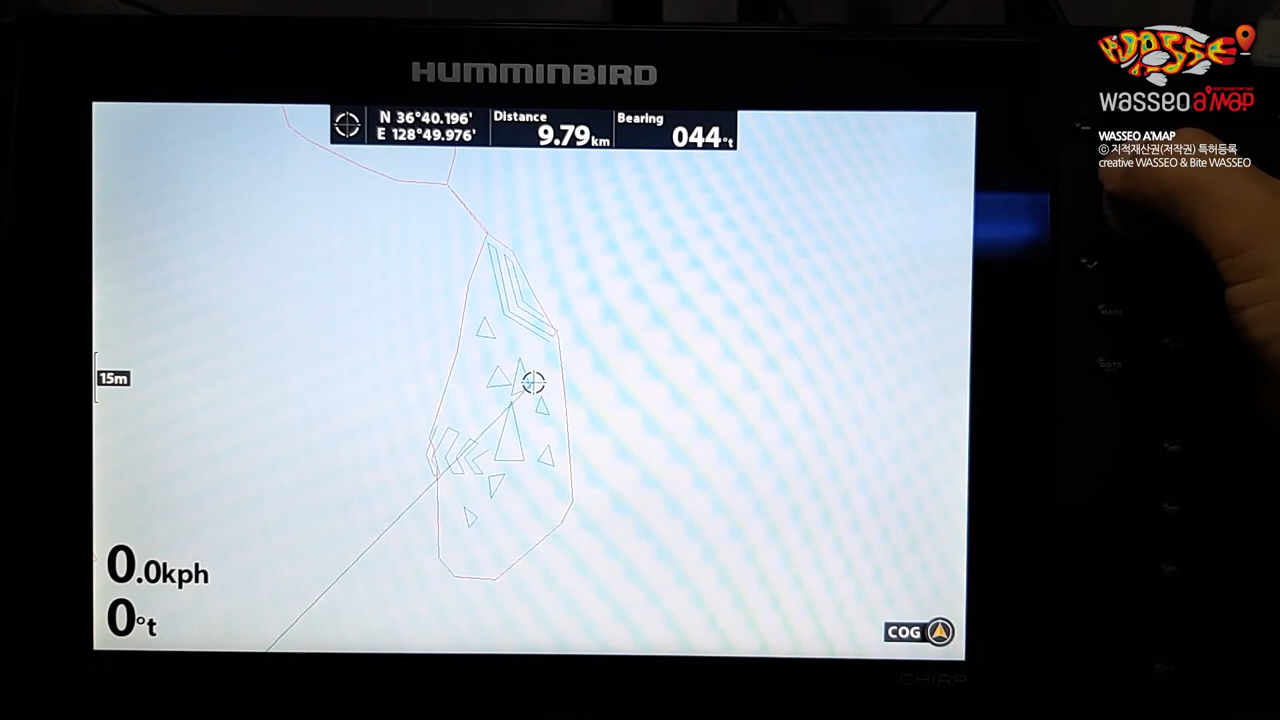 HUMMINBIRD
N 36°40.196'
E 128°49.976'
Distance
9.79km
Bearing
044°t
15m
0.0kph
0°t
COG
CHIRP
MARK
GOTO
WASSEO A'MAP
WASSEO A'MAP
© 지적재산권(저작권) 특허등록
creative WASSEO & Bite WASSEO